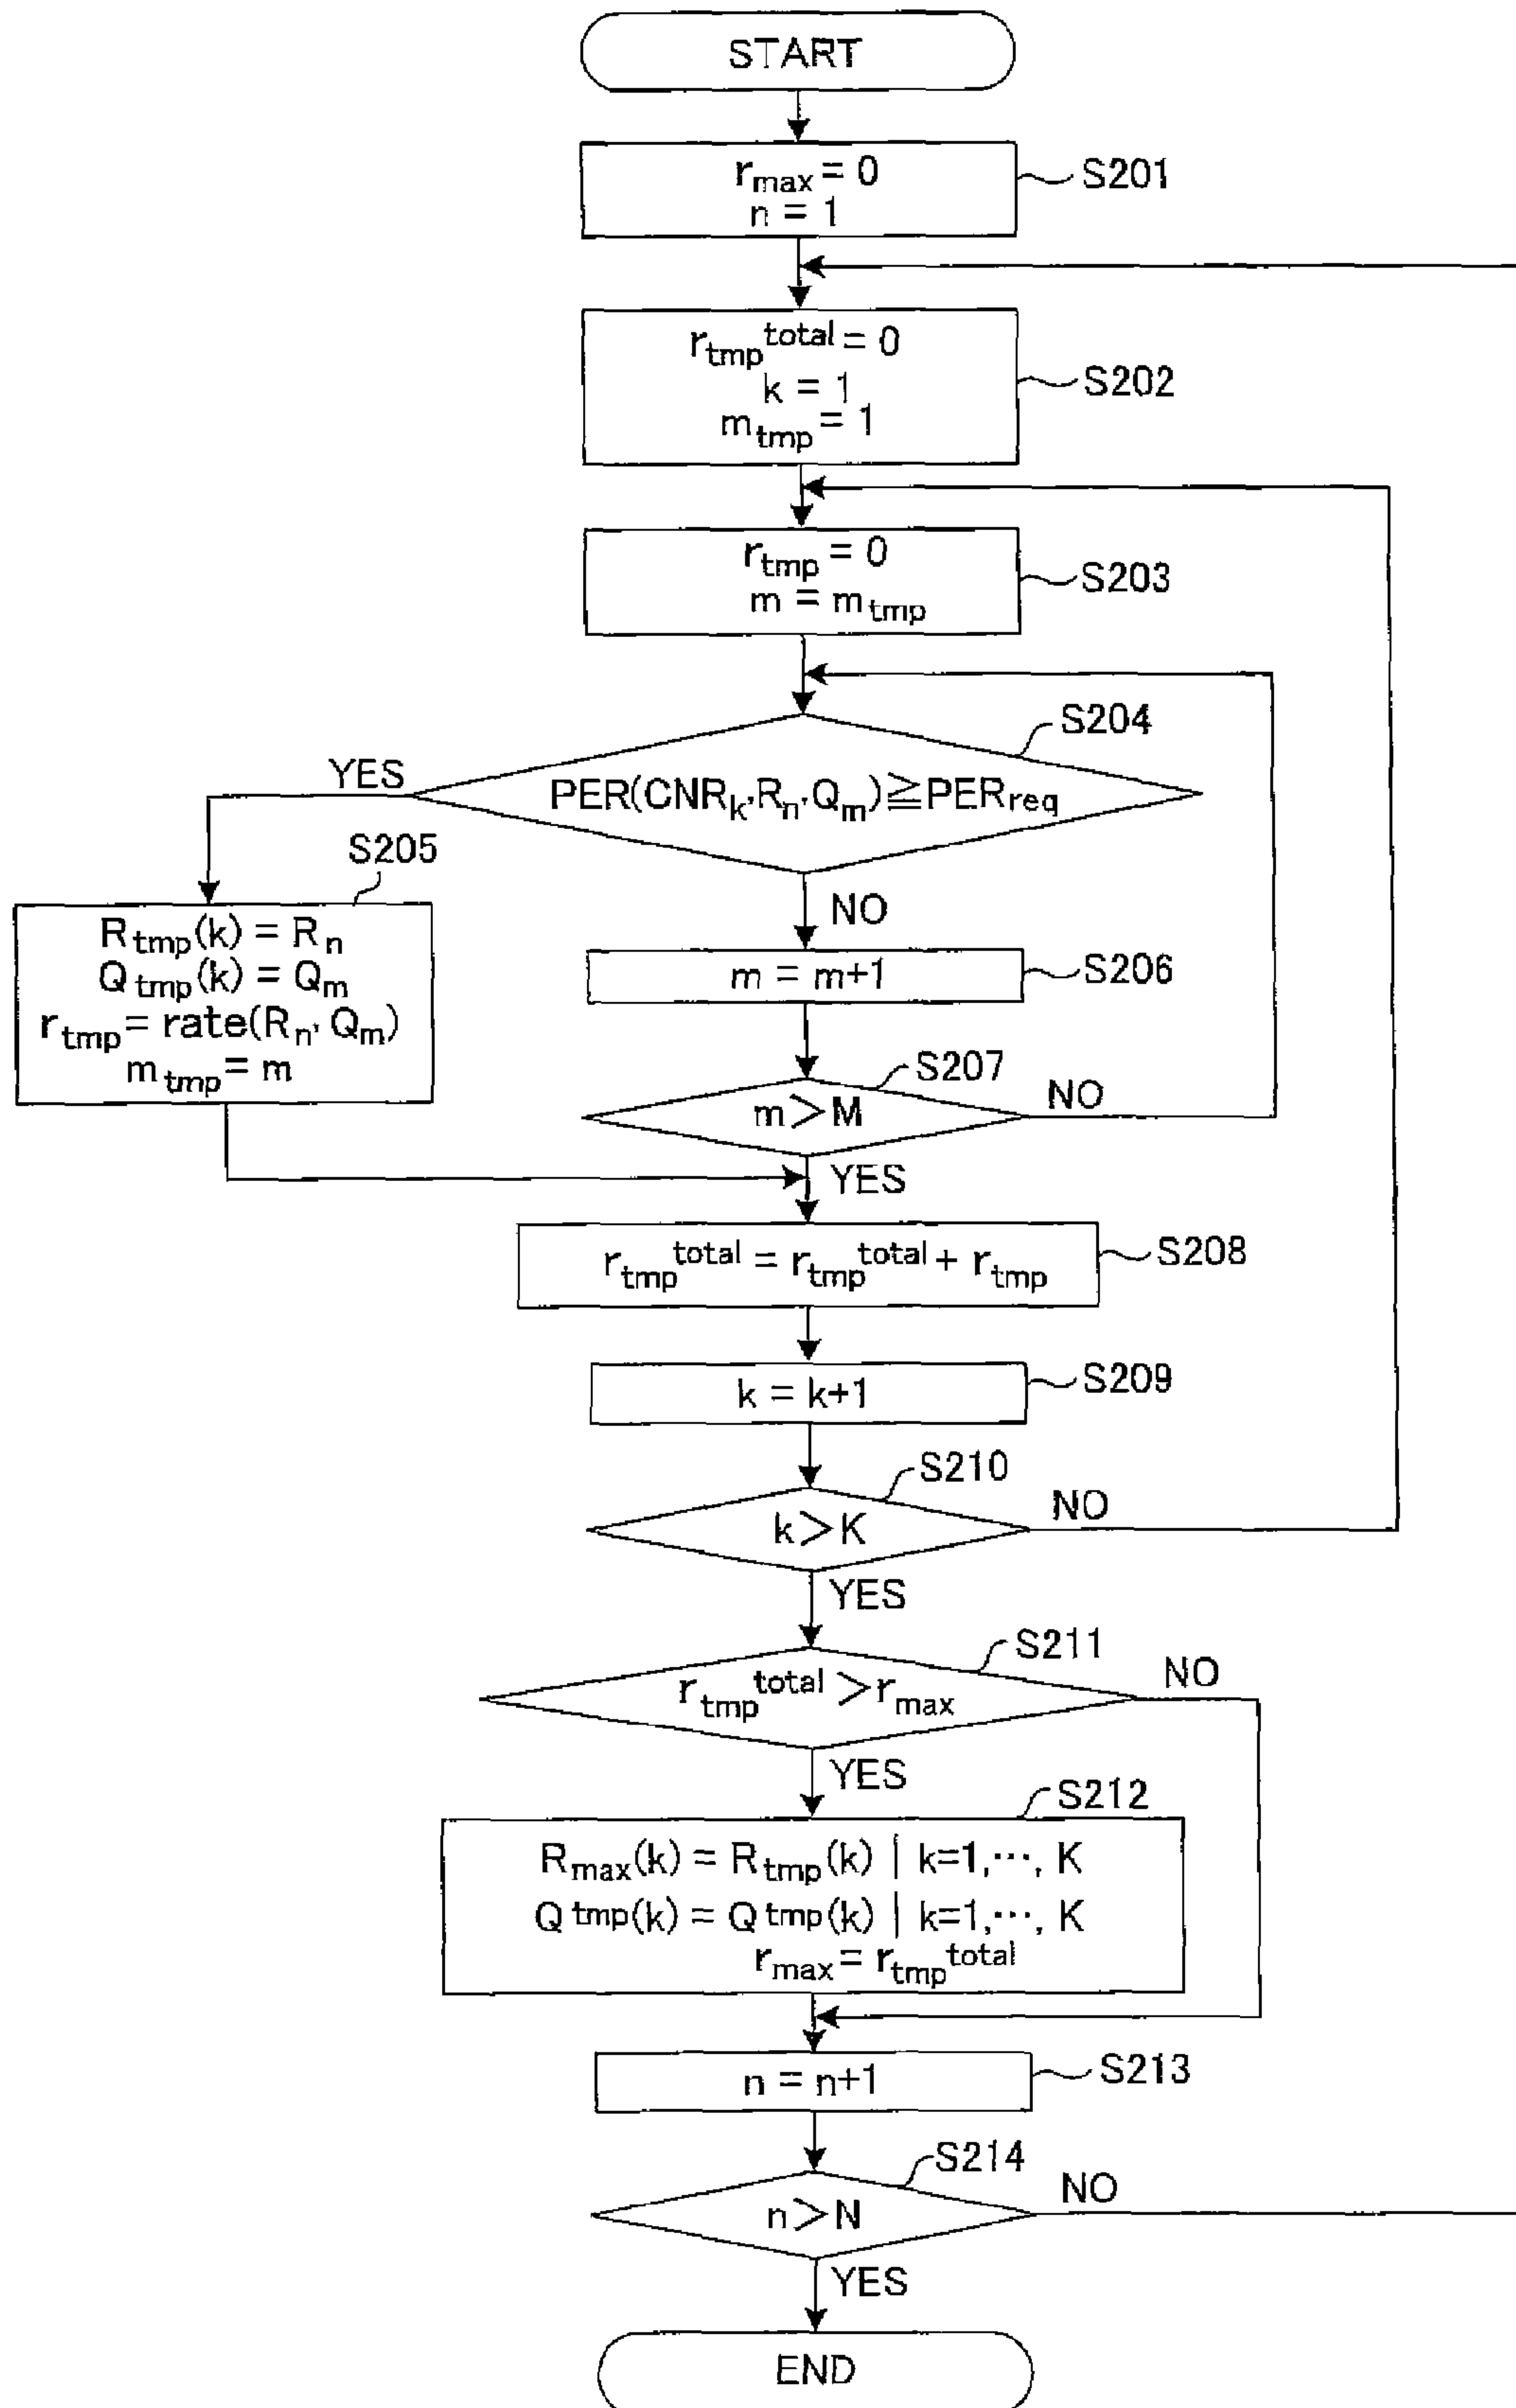 START
r_max = 0
n = 1
S201
r_tmp^total = 0
k = 1
m_tmp = 1
S202
r_tmp = 0
m = m_tmp
S203
S204
PER(CNR_k, R_n, Q_m) ≧ PER_req
YES
NO
S205
R_tmp(k) = R_n
Q_tmp(k) = Q_m
r_tmp = rate(R_n, Q_m)
m_tmp = m
m = m+1
S206
S207
m > M
NO
YES
r_tmp^total = r_tmp^total + r_tmp
S208
k = k+1
S209
S210
k > K
NO
YES
S211
r_tmp^total > r_max
NO
YES
S212
R_max(k) = R_tmp(k) | k=1,⋯, K
Q^tmp(k) = Q^tmp(k) | k=1,⋯, K
r_max = r_tmp^total
n = n+1
S213
S214
n > N
NO
YES
END